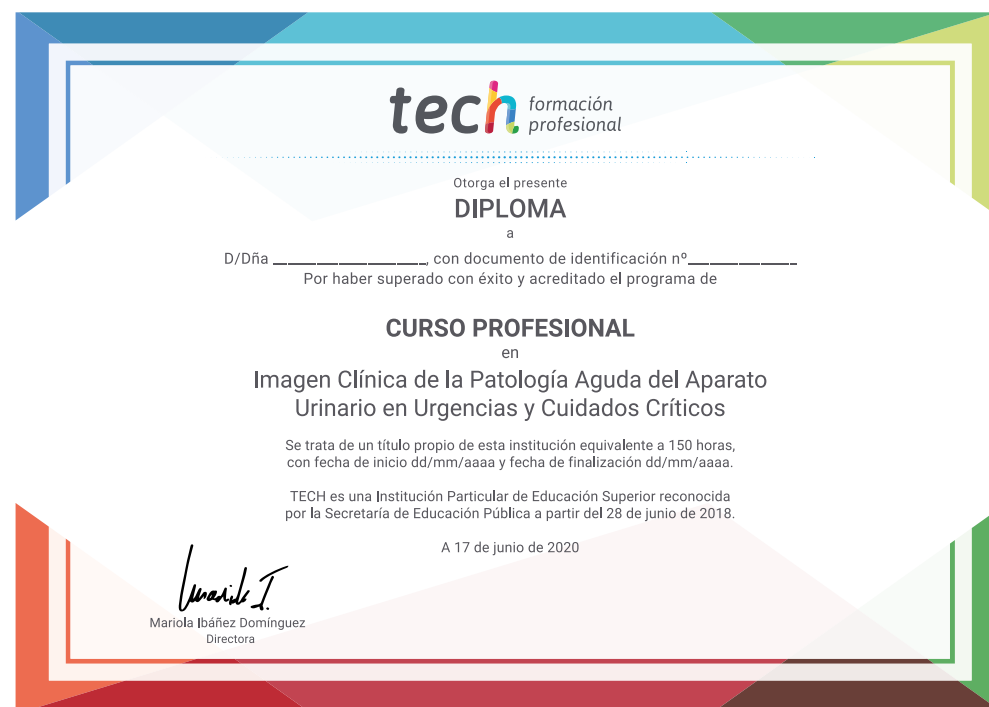 tech formación
profesional
Otorga el presente
DIPLOMA
a
D/Dña ____________________, con documento de identificación nº______________
Por haber superado con éxito y acreditado el programa de
CURSO PROFESIONAL
en
Imagen Clínica de la Patología Aguda del Aparato
Urinario en Urgencias y Cuidados Críticos
Se trata de un título propio de esta institución equivalente a 150 horas,
con fecha de inicio dd/mm/aaaa y fecha de finalización dd/mm/aaaa.
TECH es una Institución Particular de Educación Superior reconocida
por la Secretaría de Educación Pública a partir del 28 de junio de 2018.
A 17 de junio de 2020
Mariola Ibáñez Domínguez
Directora